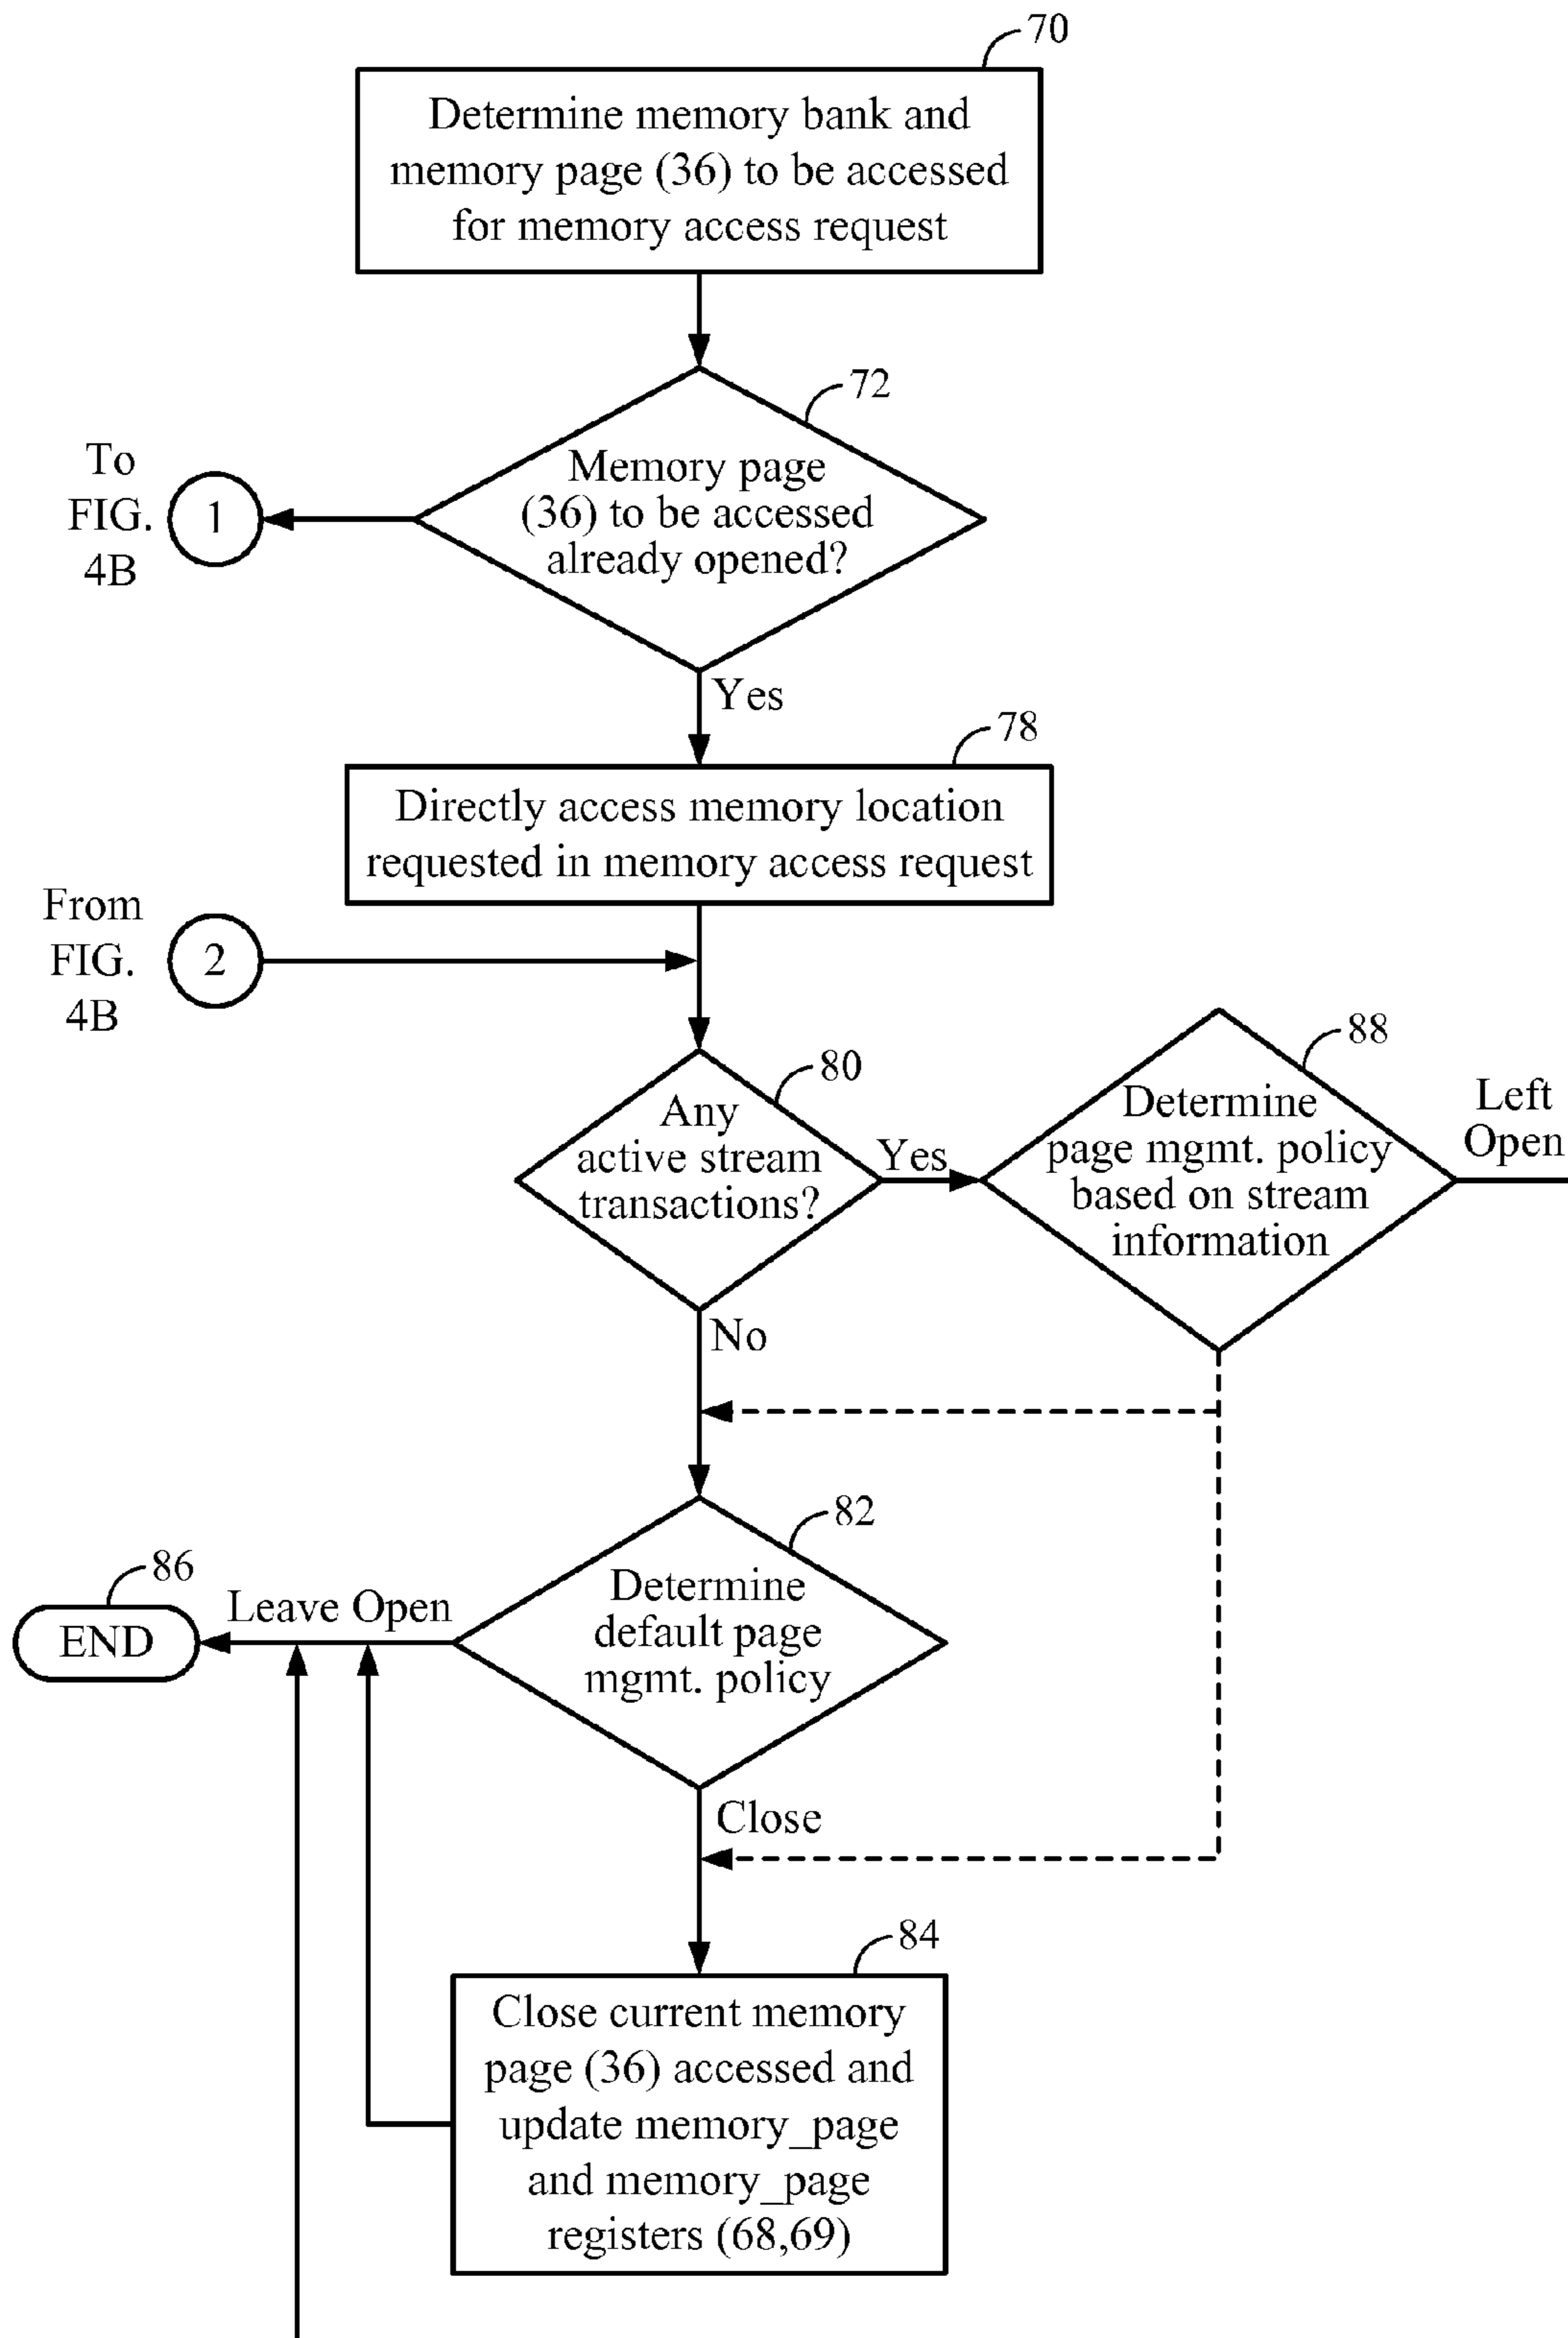 70
Determine memory bank and
memory page (36) to be accessed
for memory access request
72
Memory page
(36) to be accessed
already opened?
To
FIG.
4B
1
Yes
78
Directly access memory location
requested in memory access request
From
FIG.
4B
2
80
Any
active stream
transactions?
Yes
88
Determine
page mgmt. policy
based on stream
information
Left
Open
No
82
Determine
default page
mgmt. policy
86
END
Leave Open
Close
84
Close current memory
page (36) accessed and
update memory_page
and memory_page
registers (68,69)